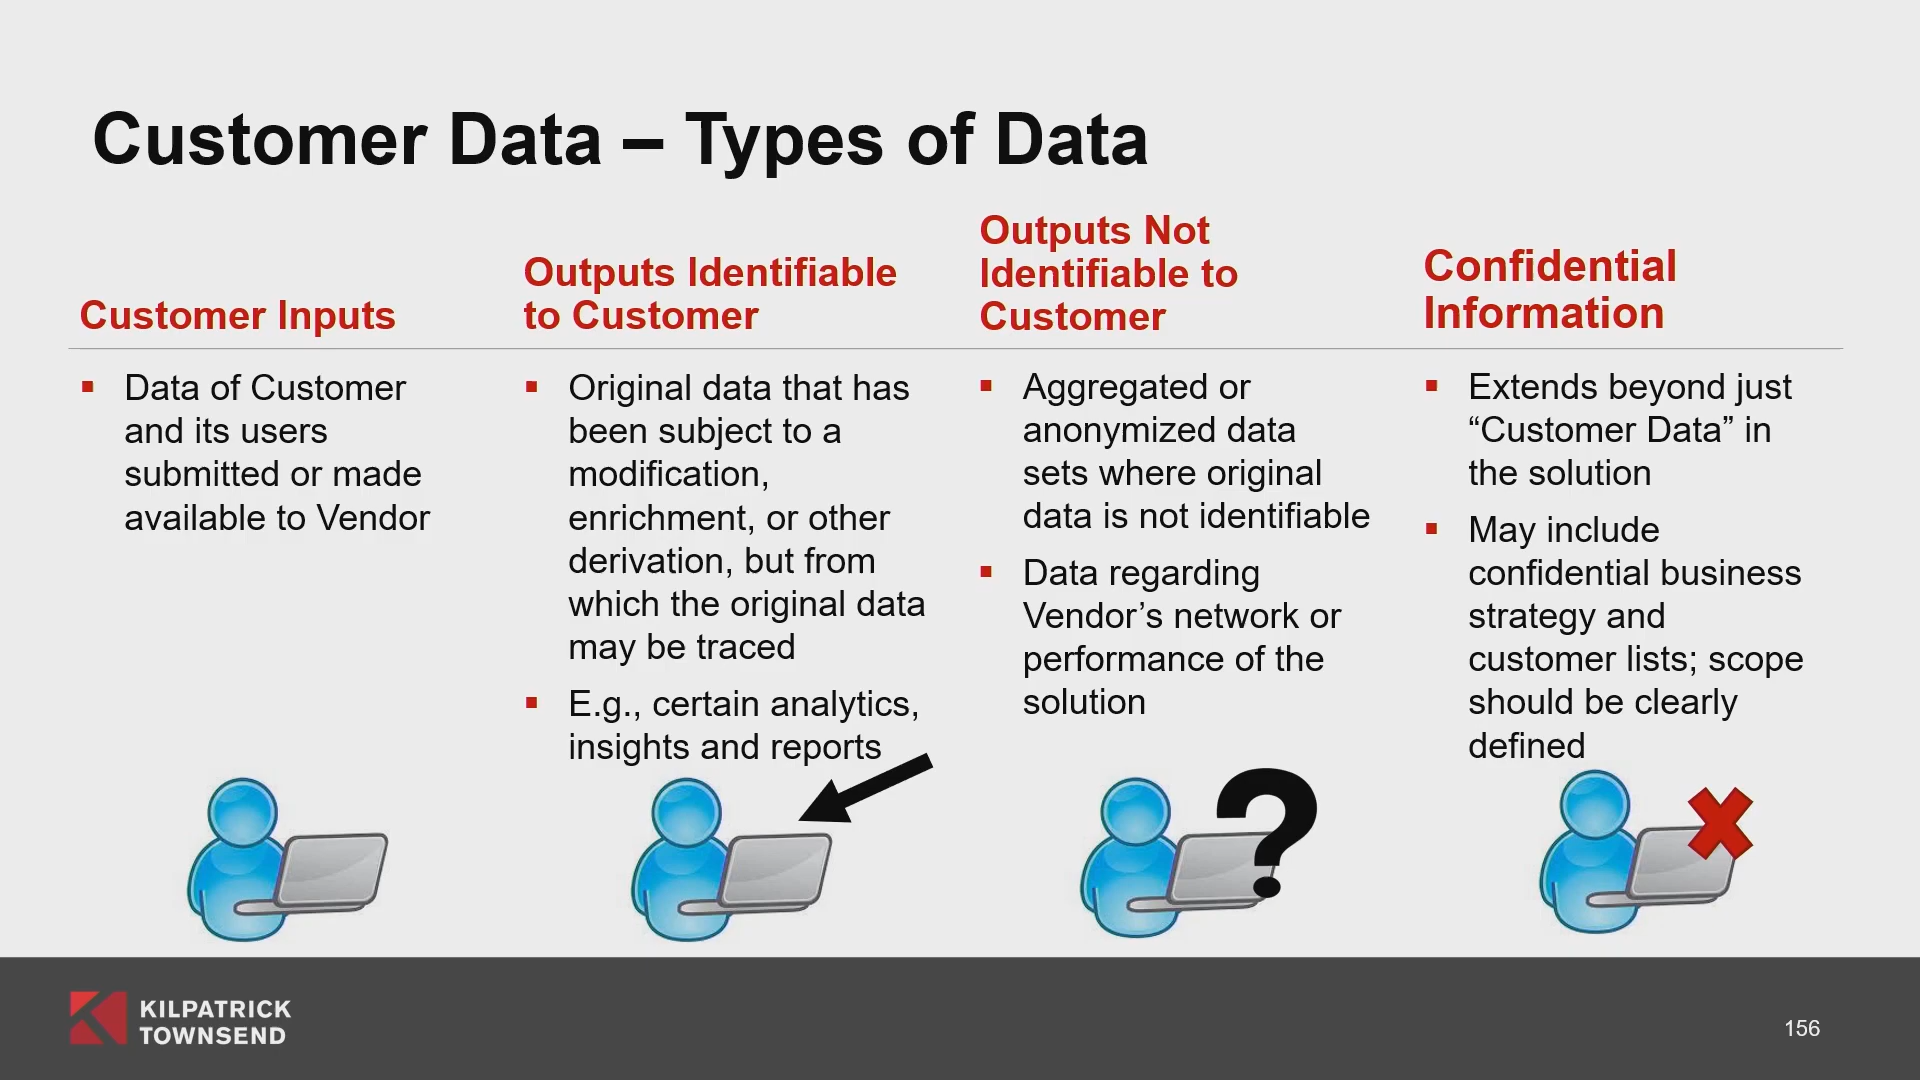 Customer Data – Types of Data
Customer Inputs
▪ Data of Customer
and its users
submitted or made
available to Vendor
Outputs Identifiable
to Customer
▪ Original data that has
been subject to a
modification,
enrichment, or other
derivation, but from
which the original data
may be traced
▪ E.g., certain analytics,
insights and reports
Outputs Not
Identifiable to
Customer
▪ Aggregated or
anonymized data
sets where original
data is not identifiable
▪ Data regarding
Vendor’s network or
performance of the
solution
?
Confidential
Information
▪ Extends beyond just
“Customer Data” in
the solution
▪ May include
confidential business
strategy and
customer lists; scope
should be clearly
defined
KILPATRICK
TOWNSEND
156